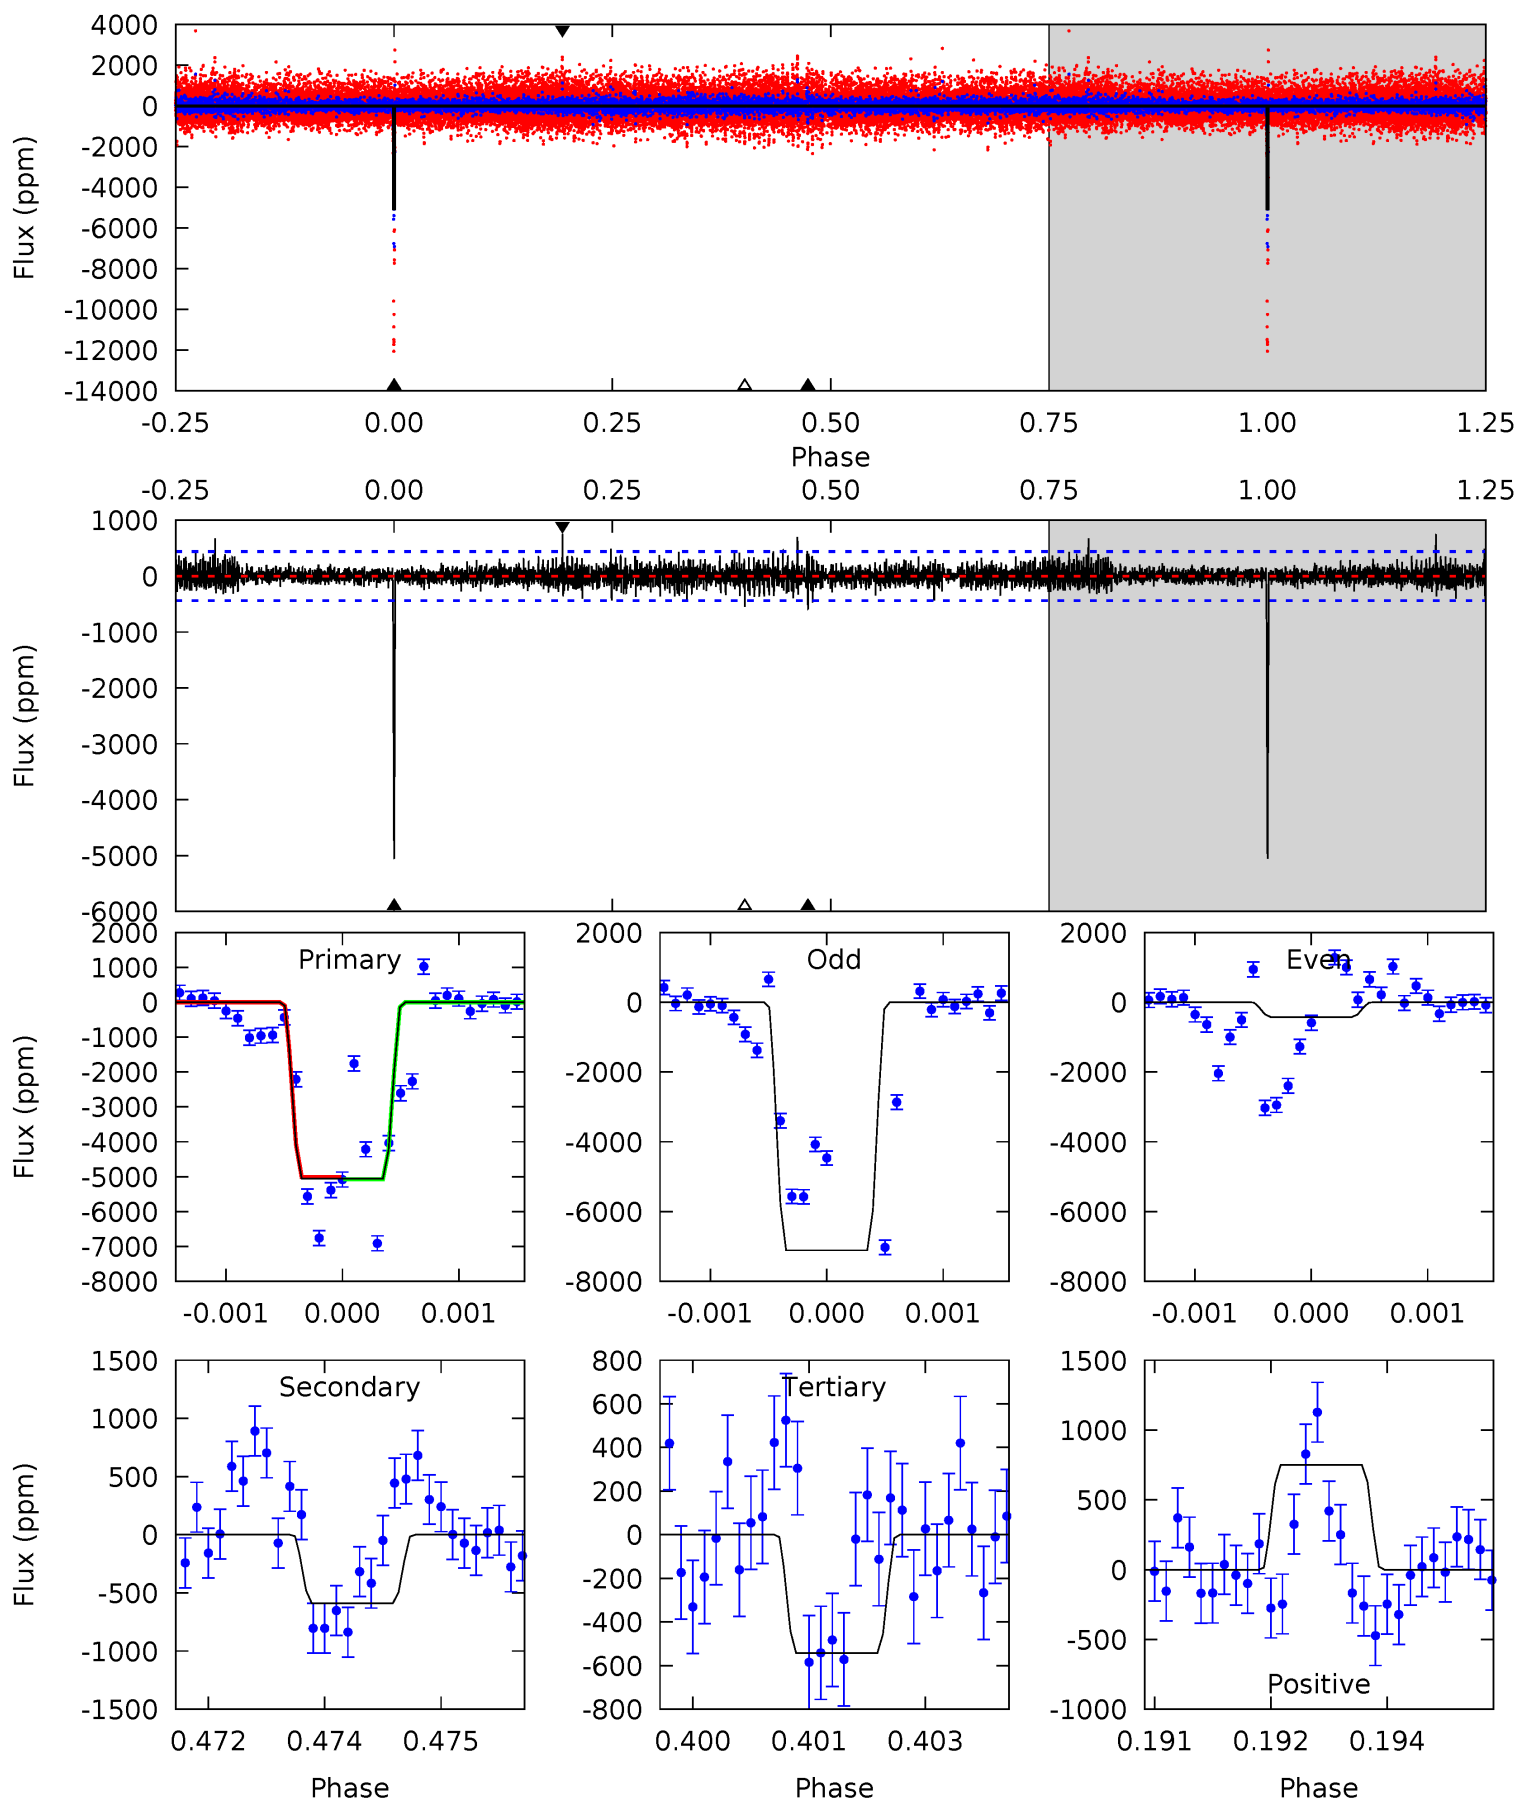 4000
2000
0
-2000
-4000
-6000
-8000
-10000
-12000
-14000
Flux (ppm)
-0.25 0.00 0.25 0.50 0.75 1.00 1.25
Phase
-0.25 0.00 0.25 0.50 0.75 1.00 1.25
1000
0
-1000
-2000
-3000
-4000
-5000
-6000
Flux (ppm)
Primary
2000
1000
0
-1000
-2000
-3000
-4000
-5000
-6000
-7000
-8000
Flux (ppm)
-0.001 0.000 0.001
Odd
2000
0
-2000
-4000
-6000
-8000
-0.001 0.000 0.001
Even
2000
0
-2000
-4000
-6000
-8000
-0.001 0.000 0.001
Secondary
1500
1000
500
0
-500
-1000
-1500
Flux (ppm)
0.472 0.474 0.475
Phase
Tertiary
800
600
400
200
0
-200
-400
-600
-800
0.400 0.401 0.403
Phase
1500
1000
500
0
-500
-1000
Positive
0.191 0.192 0.194
Phase